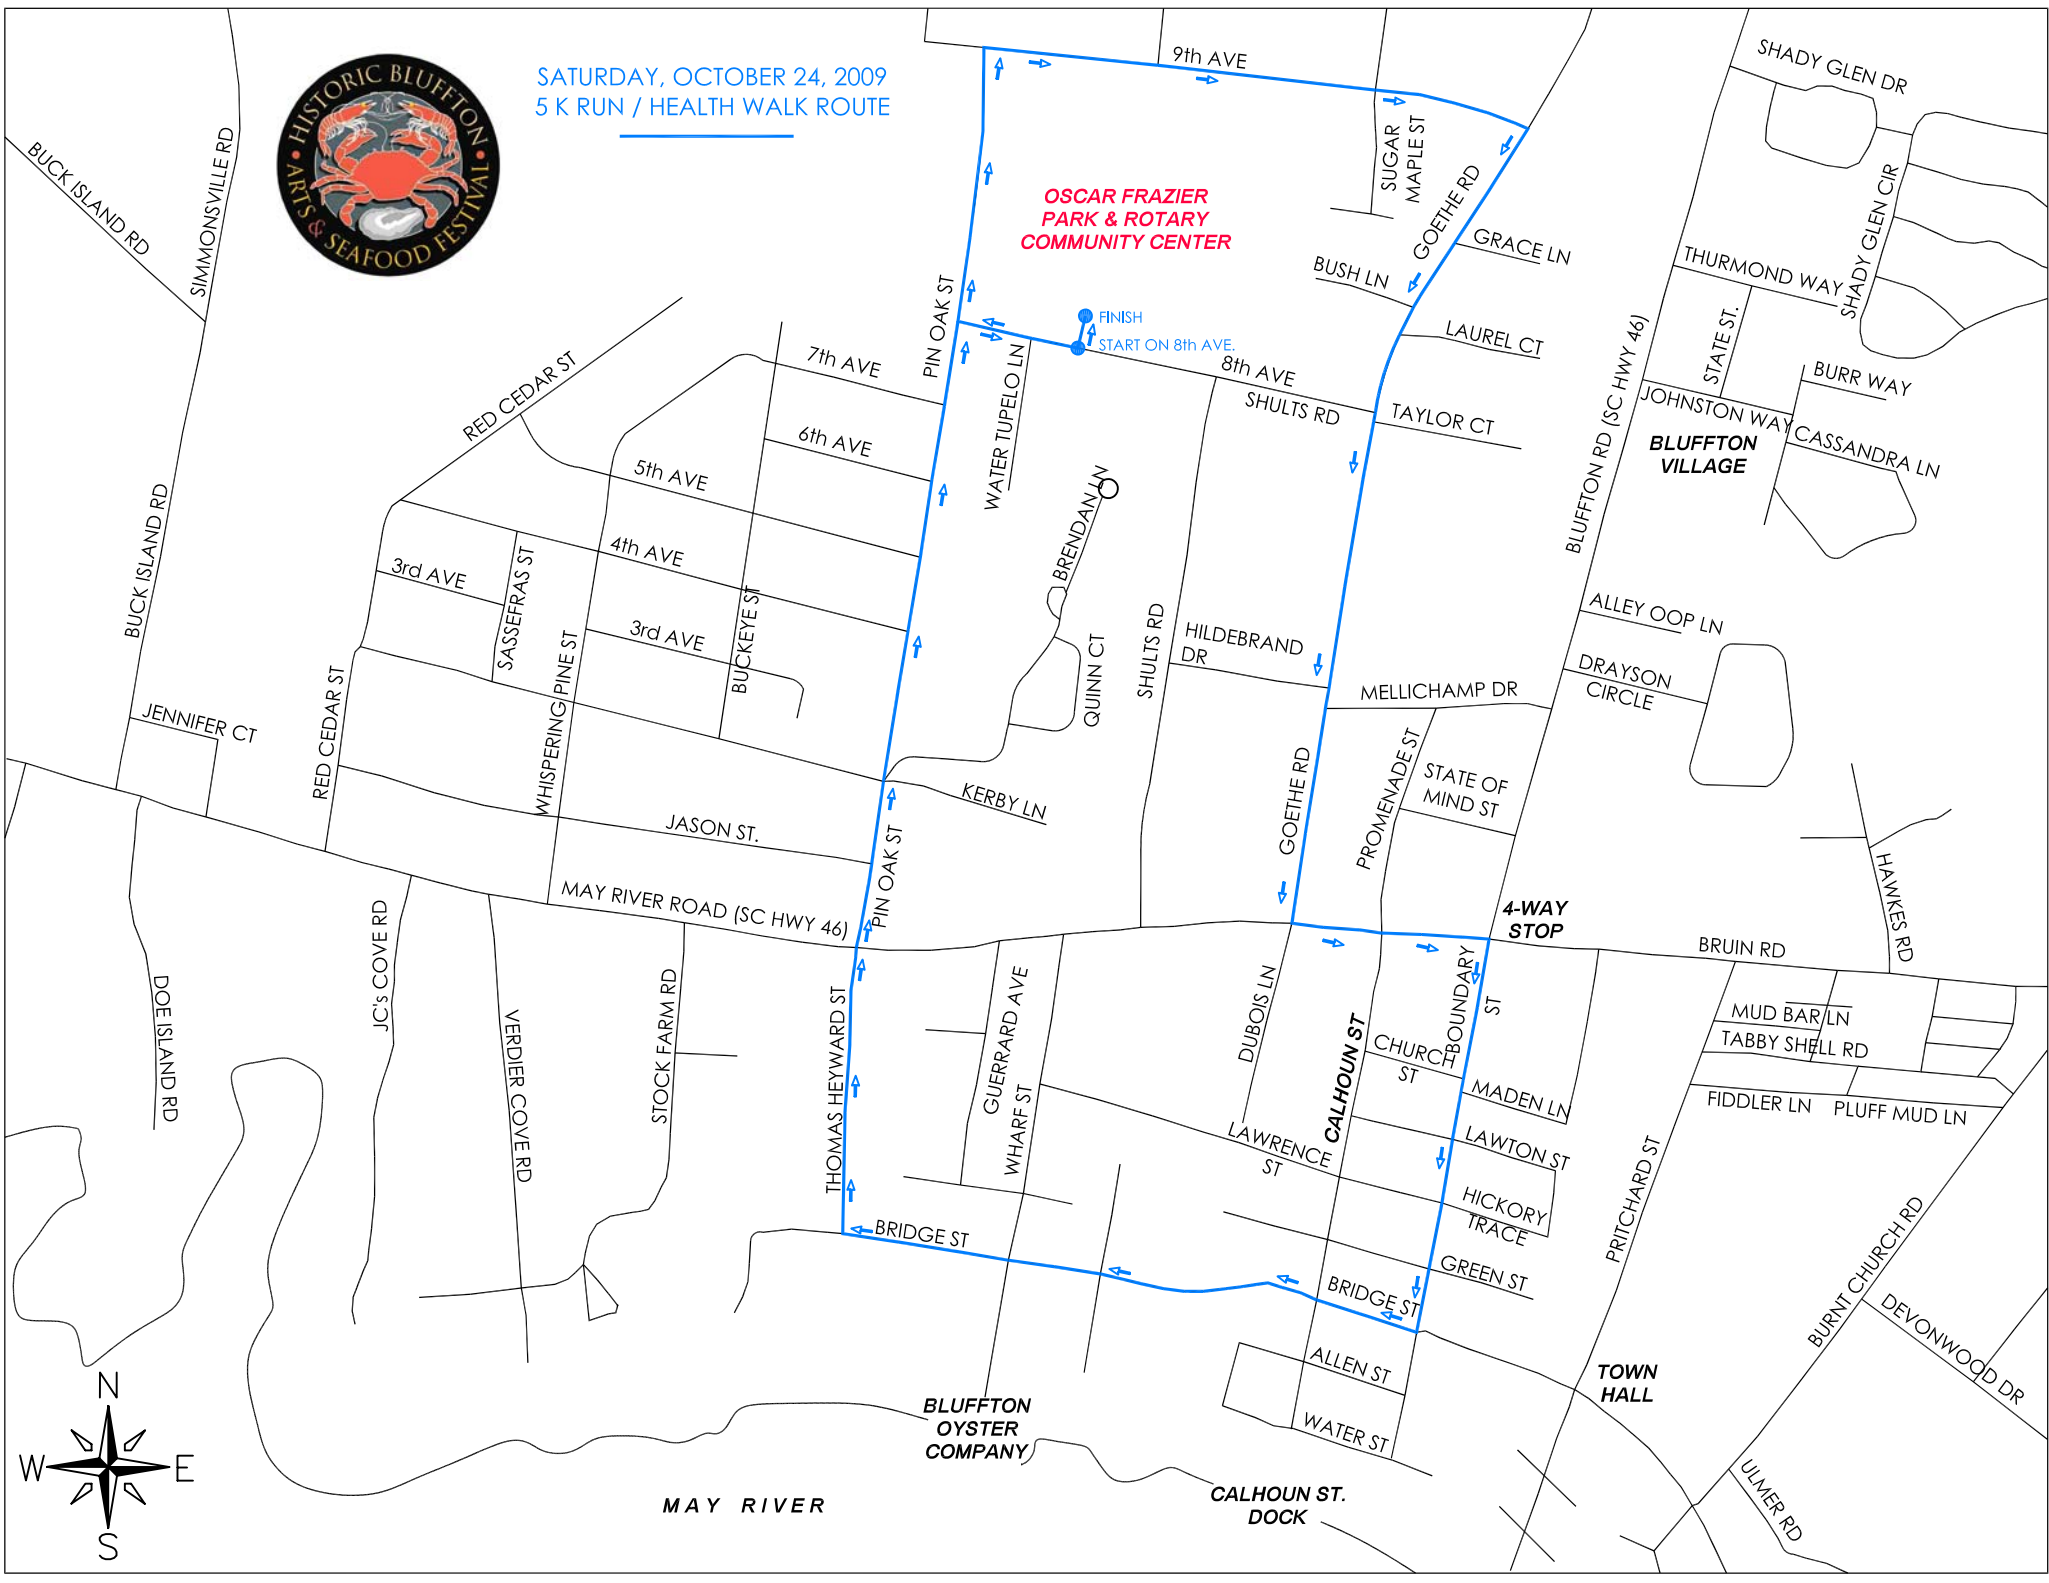 HISTORIC BLUFFTON
ARTS & SEAFOOD FESTIVAL
SATURDAY, OCTOBER 24, 2009
5 K RUN / HEALTH WALK ROUTE
9th AVE
SHADY GLEN DR
BUCK ISLAND RD
SIMMONSVILLE RD
SUGAR
MAPLE ST
GOETHE RD
SHADY GLEN CIR
OSCAR FRAZIER
PARK & ROTARY
COMMUNITY CENTER
GRACE LN
BUSH LN
THURMOND WAY
PIN OAK ST
FINISH
START ON 8th AVE.
LAUREL CT
STATE ST.
BLUFFTON RD (SC HWY 46)
7th AVE
RED CEDAR ST
WATER TUPELO LN
8th AVE
SHULTS RD
TAYLOR CT
BURR WAY
JOHNSTON WAY
CASSANDRA LN
BLUFFTON
VILLAGE
6th AVE
5th AVE
BRENDAN LN
BUCK ISLAND RD
4th AVE
3rd AVE
SASSEFRAS ST
BUCKEYE ST
3rd AVE
WHISPERING PINE ST
SHULTS RD
QUINN CT
HILDEBRAND
DR
ALLEY OOP LN
DRAYSON
CIRCLE
MELLICHAMP DR
JENNIFER CT
RED CEDAR ST
PROMENADE ST
STATE OF
MIND ST
GOETHE RD
KERBY LN
JASON ST.
PIN OAK ST
MAY RIVER ROAD (SC HWY 46)
HAWKES RD
4-WAY
STOP
BRUIN RD
JC's COVE RD
DOE ISLAND RD
VERDIER COVE RD
STOCK FARM RD
THOMAS HEYWARD ST
GUERRARD AVE
WHARF ST
DUBOIS LN
CALHOUN ST
BOUNDARY
ST
CHURCH
ST
MADEN LN
MUD BAR LN
TABBY SHELL RD
FIDDLER LN
PLUFF MUD LN
LAWRENCE
ST
LAWTON ST
HICKORY
TRACE
PRITCHARD ST
BRIDGE ST
GREEN ST
BRIDGE ST
BURNT CHURCH RD
DEVONWOOD DR
ALLEN ST
TOWN
HALL
WATER ST
BLUFFTON
OYSTER
COMPANY
CALHOUN ST.
DOCK
ULMER RD
MAY RIVER
N
W
E
S